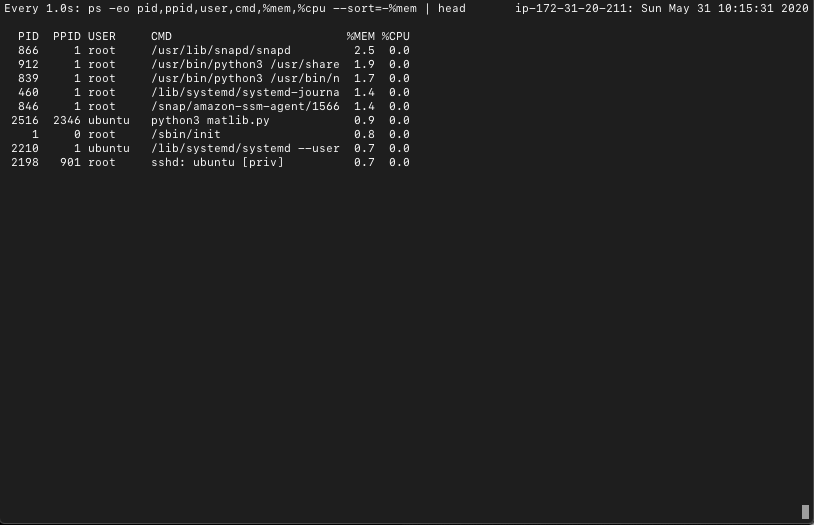 Every 1.0s: ps -eo pid,ppid,user,cmd,%mem,%cpu --sort=-%mem | head       ip-172-31-20-211: Sun May 31 10:15:31 2020
  PID  PPID USER     CMD                         %MEM %CPU
  866     1 root     /usr/lib/snapd/snapd         2.5  0.0
  912     1 root     /usr/bin/python3 /usr/share  1.9  0.0
  839     1 root     /usr/bin/python3 /usr/bin/n  1.7  0.0
  460     1 root     /lib/systemd/systemd-journa  1.4  0.0
  846     1 root     /snap/amazon-ssm-agent/1566  1.4  0.0
 2516  2346 ubuntu   python3 matlib.py            0.9  0.0
    1     0 root     /sbin/init                   0.8  0.0
 2210     1 ubuntu   /lib/systemd/systemd --user  0.7  0.0
 2198   901 root     sshd: ubuntu [priv]          0.7  0.0